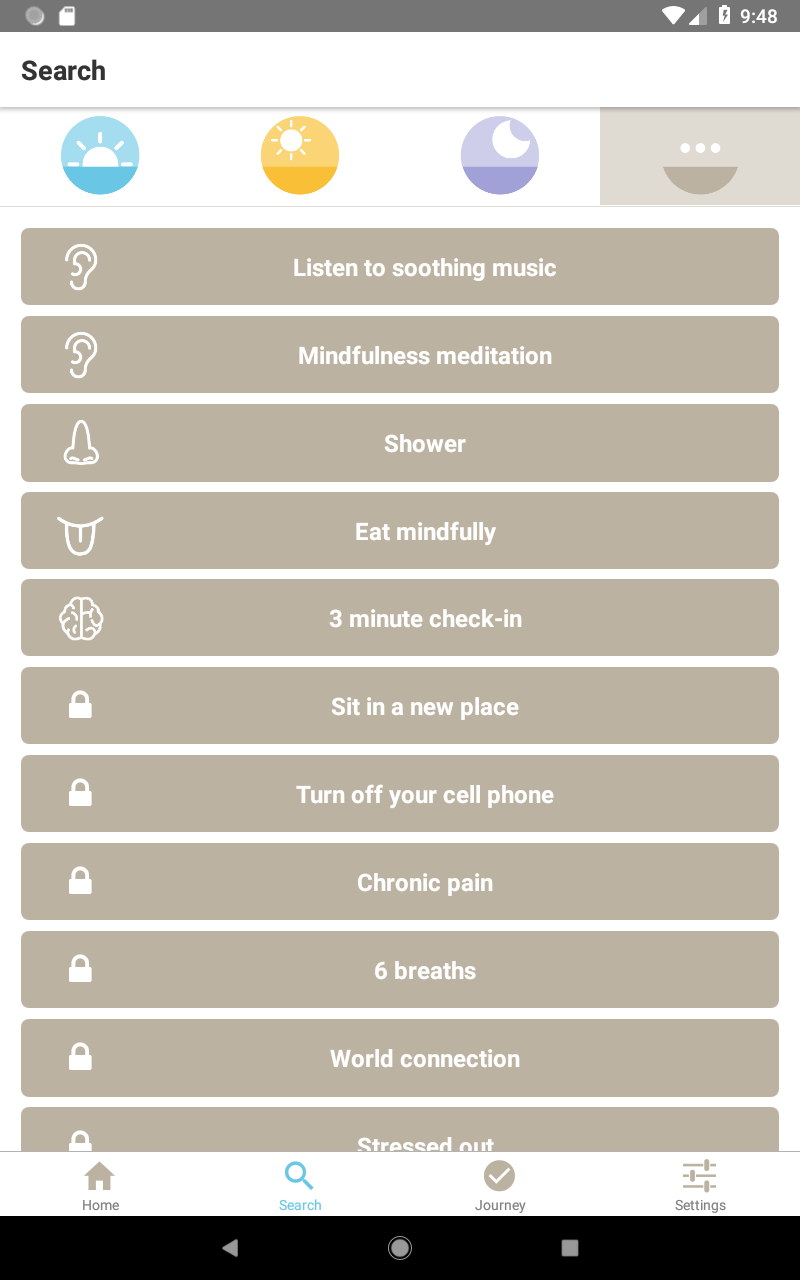 9:48
Search
Listen to soothing music
Mindfulness meditation
Shower
Eat mindfully
3 minute check-in
Sit in a new place
Turn off your cell phone
Chronic pain
6 breaths
World connection
Stressed out
Home
Search
Journey
Settings